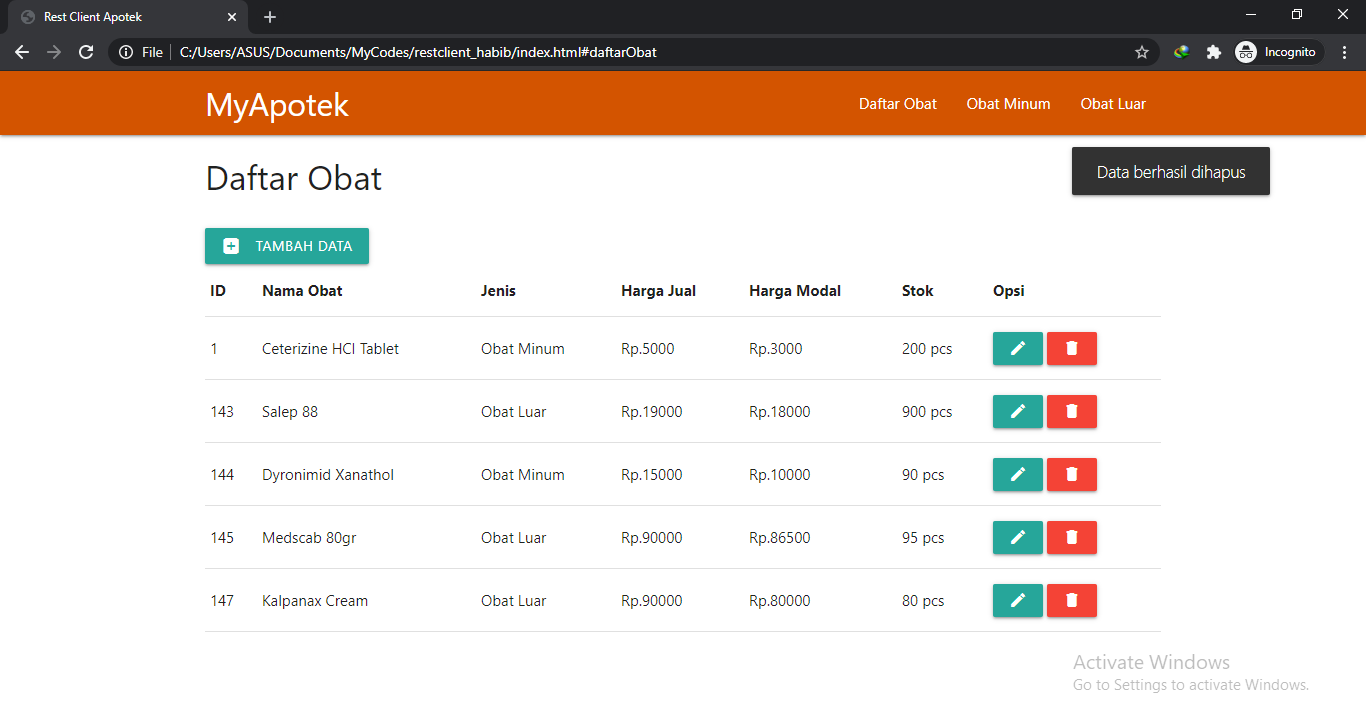 Rest Client Apotek
File C:/Users/ASUS/Documents/MyCodes/restclient_habib/index.html#daftarObat Incognito
MyApotek Daftar Obat Obat Minum Obat Luar
Daftar Obat
Data berhasil dihapus
TAMBAH DATA
ID Nama Obat Jenis Harga Jual Harga Modal Stok Opsi
1 Ceterizine HCl Tablet Obat Minum Rp.5000 Rp.3000 200 pcs
143 Salep 88 Obat Luar Rp.19000 Rp.18000 900 pcs
144 Dyronimid Xanathol Obat Minum Rp.15000 Rp.10000 90 pcs
145 Medscab 80gr Obat Luar Rp.90000 Rp.86500 95 pcs
147 Kalpanax Cream Obat Luar Rp.90000 Rp.80000 80 pcs
Activate Windows
Go to Settings to activate Windows.